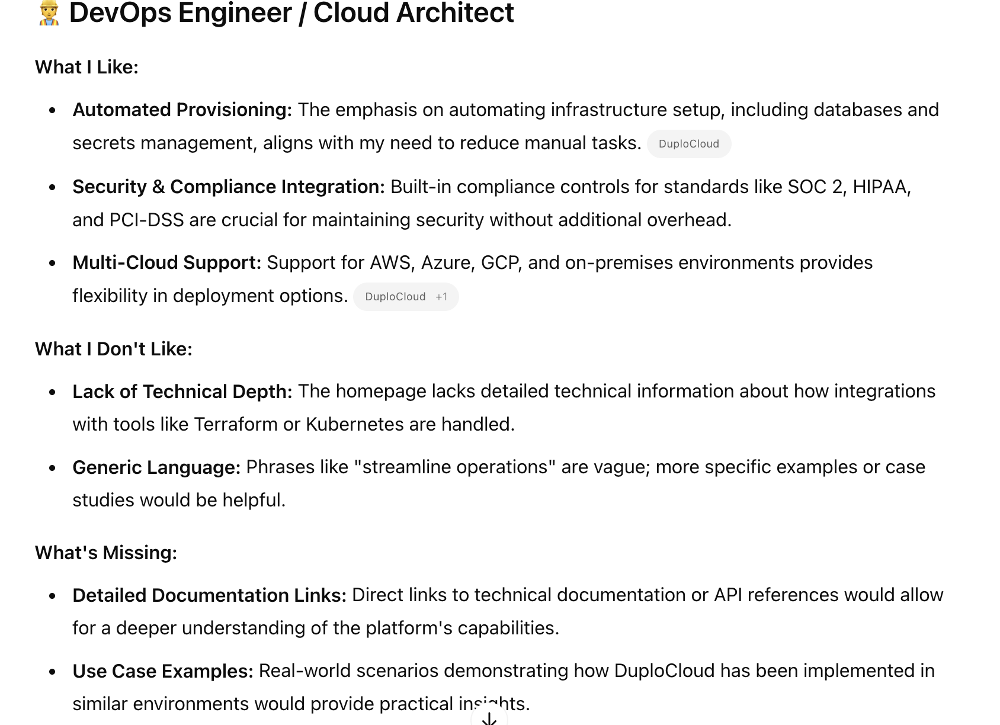 DevOps Engineer / Cloud Architect
What I Like:
Automated Provisioning: The emphasis on automating infrastructure setup, including databases and
secrets management, aligns with my need to reduce manual tasks. DuploCloud
Security & Compliance Integration: Built-in compliance controls for standards like SOC 2, HIPAA,
and PCI-DSS are crucial for maintaining security without additional overhead.
Multi-Cloud Support: Support for AWS, Azure, GCP, and on-premises environments provides
flexibility in deployment options. DuploCloud +1
What I Don't Like:
Lack of Technical Depth: The homepage lacks detailed technical information about how integrations
with tools like Terraform or Kubernetes are handled.
Generic Language: Phrases like "streamline operations" are vague; more specific examples or case
studies would be helpful.
What's Missing:
Detailed Documentation Links: Direct links to technical documentation or API references would allow
for a deeper understanding of the platform's capabilities.
Use Case Examples: Real-world scenarios demonstrating how DuploCloud has been implemented in
similar environments would provide practical insights.